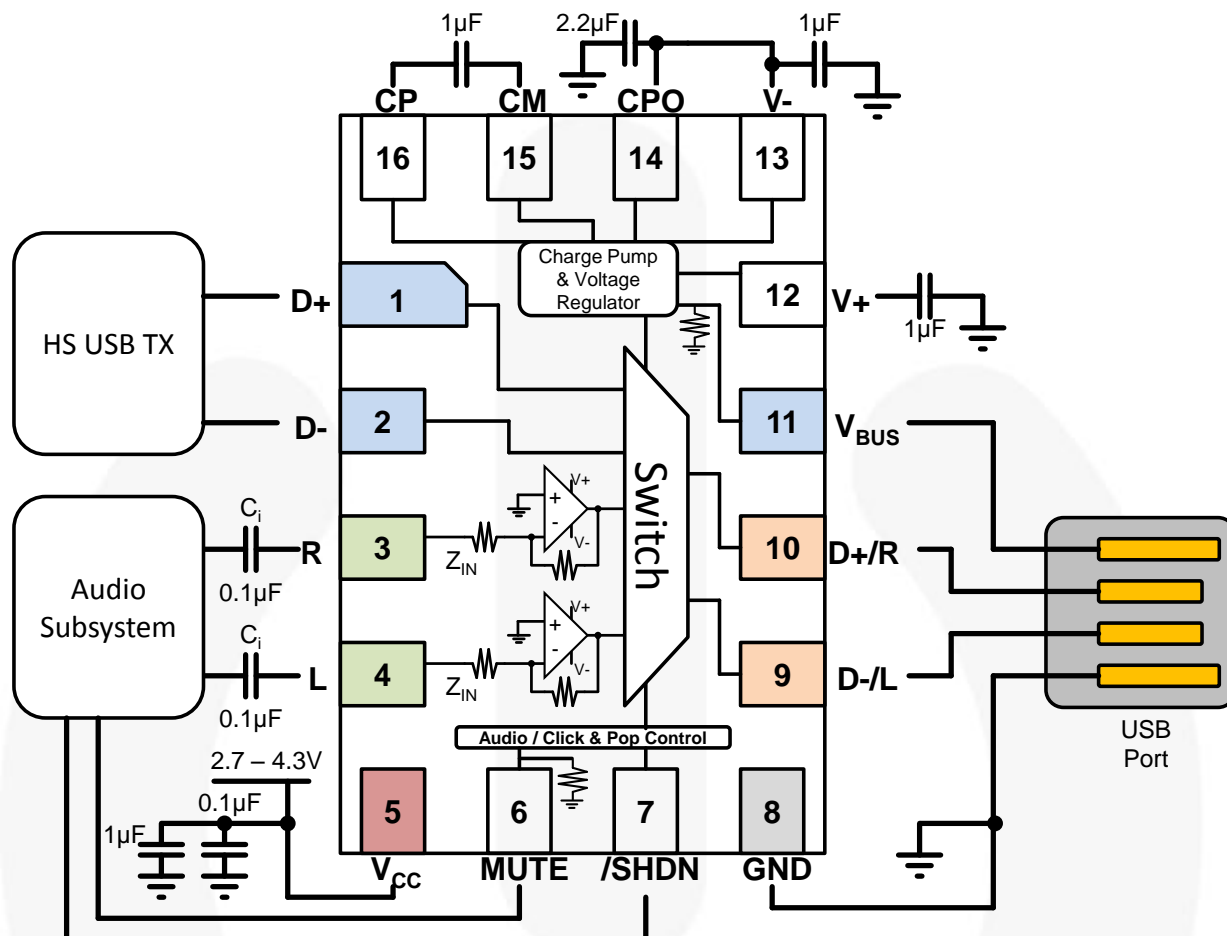 1µF
2.2µF
1µF
CP
CM
CPO
V-
16
15
14
13
Charge Pump
& Voltage
Regulator
HS USB TX
D+
1
12
V+
1µF
D-
2
11
VBUS
Switch
Audio
Subsystem
Ci
0.1µF
R
3
ZIN
+
-
V+
V-
10
D+/R
Ci
0.1µF
L
4
ZIN
+
-
V+
V-
9
D-/L
USB
Port
Audio / Click & Pop Control
2.7 – 4.3V
0.1µF
1µF
5
6
7
8
VCC
MUTE
/SHDN
GND